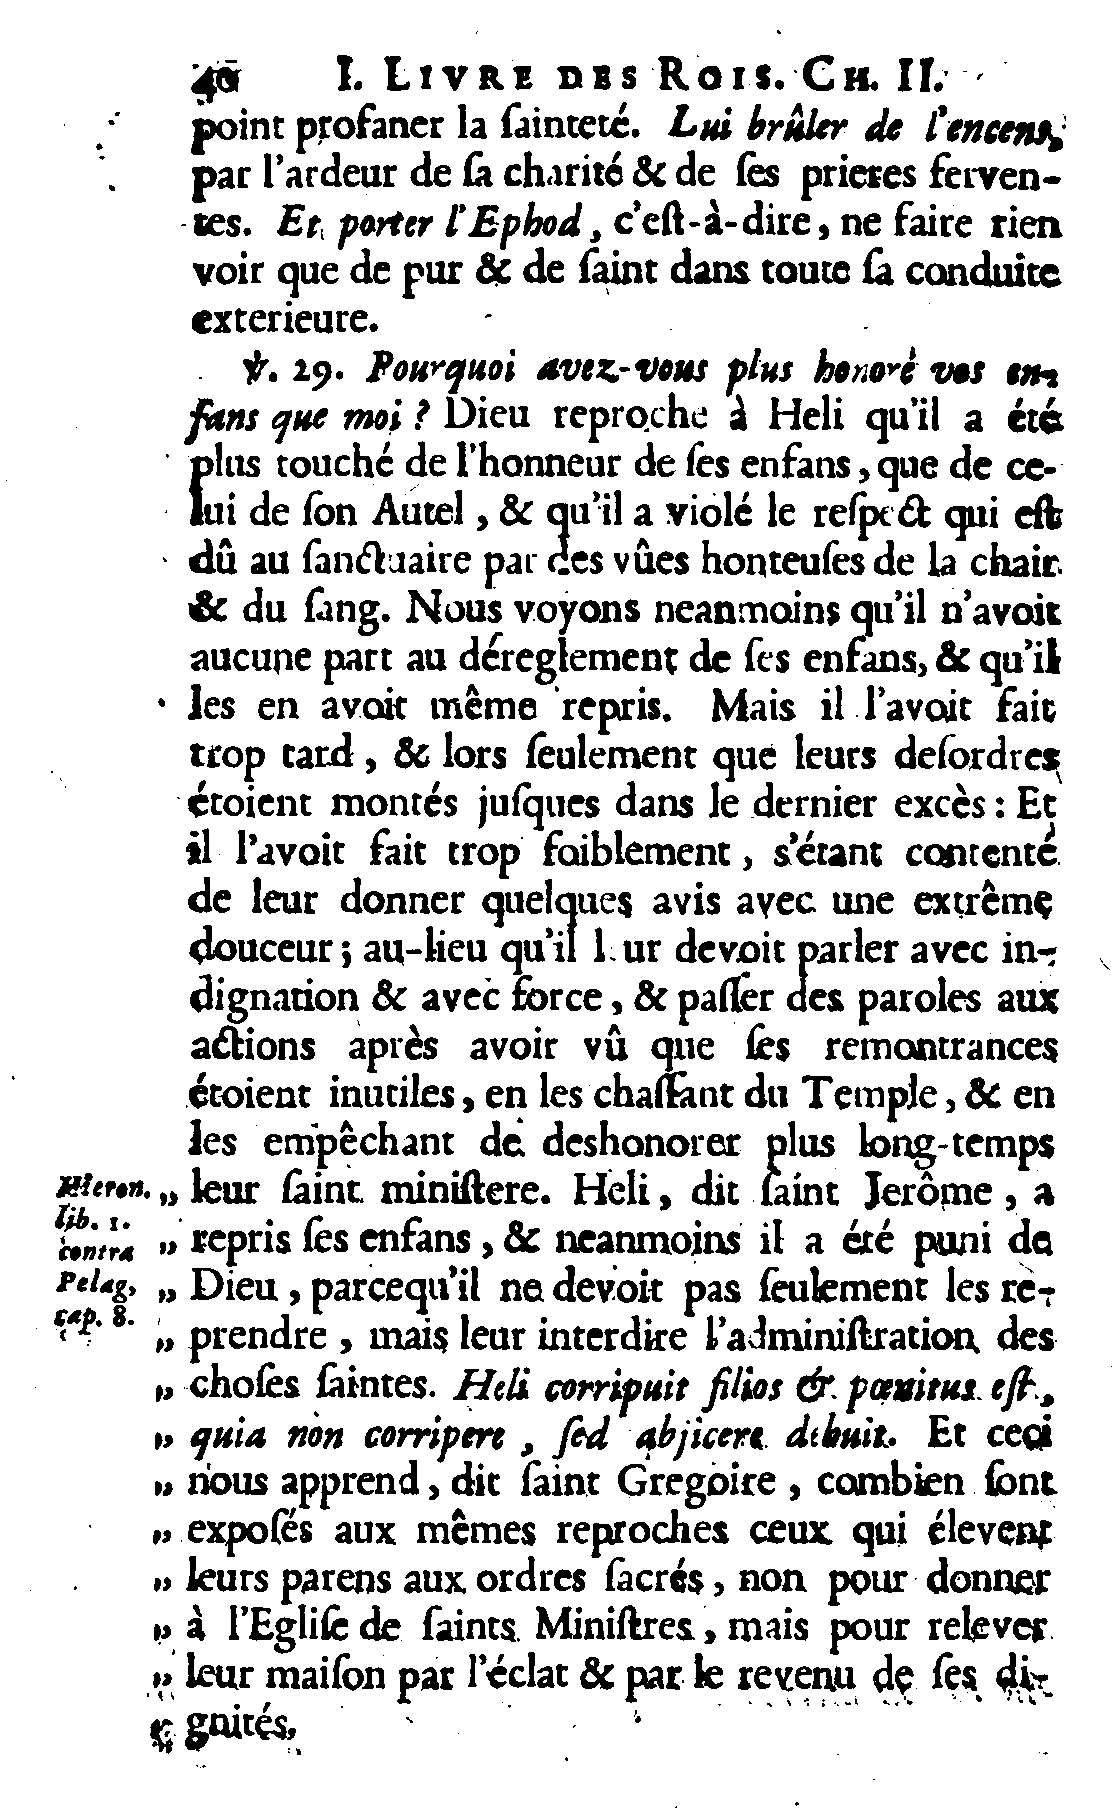 40 I. LIVRE DES ROIS. CH. II.
point profaner la ſainteté. Lui brûler de l'encens,
par l'ardeur de ſa charité & de ſes prieres ferven-
tes. Et porter l'Ephod, c'eſt-à-dire, ne faire rien
voir que de pur & de ſaint dans toute ſa conduite
exterieure.
℣. 29. Pourquoi avez-vous plus honoré vos en-
fans que moi ? Dieu reproche à Heli qu'il a été
plus touché de l'honneur de ſes enfans, que de ce-
lui de ſon Autel, & qu'il a violé le reſpect qui eſt
dû au ſanctuaire par des vûes honteuſes de la chair
& du ſang. Nous voyons neanmoins qu'il n'avoit
aucune part au déreglement de ſes enfans, & qu'il
les en avoit même repris. Mais il l'avoit fait
trop tard, & lors ſeulement que leurs deſordres
étoient montés juſques dans le dernier excès : Et
il l'avoit fait trop foiblement, s'étant contenté
de leur donner quelques avis avec une extrême
douceur ; au-lieu qu'il leur devoit parler avec in-
dignation & avec force, & paſſer des paroles aux
actions après avoir vû que ſes remontrances
étoient inutiles, en les chaſſant du Temple, & en
les empêchant de deshonorer plus long-temps
Hieron. lib. 1. contra Pelag, cap. 8.
„ leur ſaint miniſtere. Heli, dit ſaint Jerôme, a
„ repris ſes enfans, & neanmoins il a été puni de
„ Dieu, parcequ'il ne devoit pas ſeulement les re-
„ prendre, mais leur interdire l'adminiſtration des
„ choſes ſaintes. Heli corripuit filios & pœnitus eſt,
„ quia non corripere, ſed abjicere debuit. Et ceci
„ nous apprend, dit ſaint Gregoire, combien ſont
„ expoſés aux mêmes reproches ceux qui élevent
„ leurs parens aux ordres ſacrés, non pour donner
„ à l'Egliſe de ſaints Miniſtres, mais pour relever
„ leur maiſon par l'éclat & par le revenu de ſes di-
gnités,